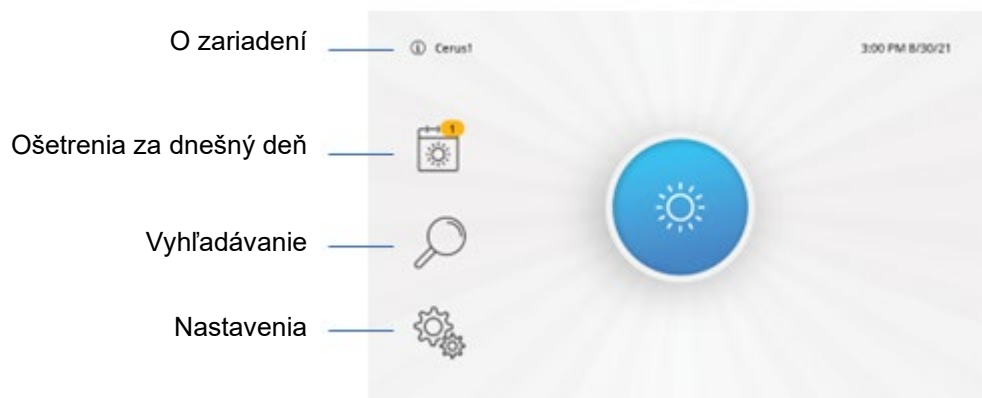 O zariadení
Cerus1
3:00 PM 8/30/21
Ošetrenia za dnešný deň
1
Vyhľadávanie
Nastavenia